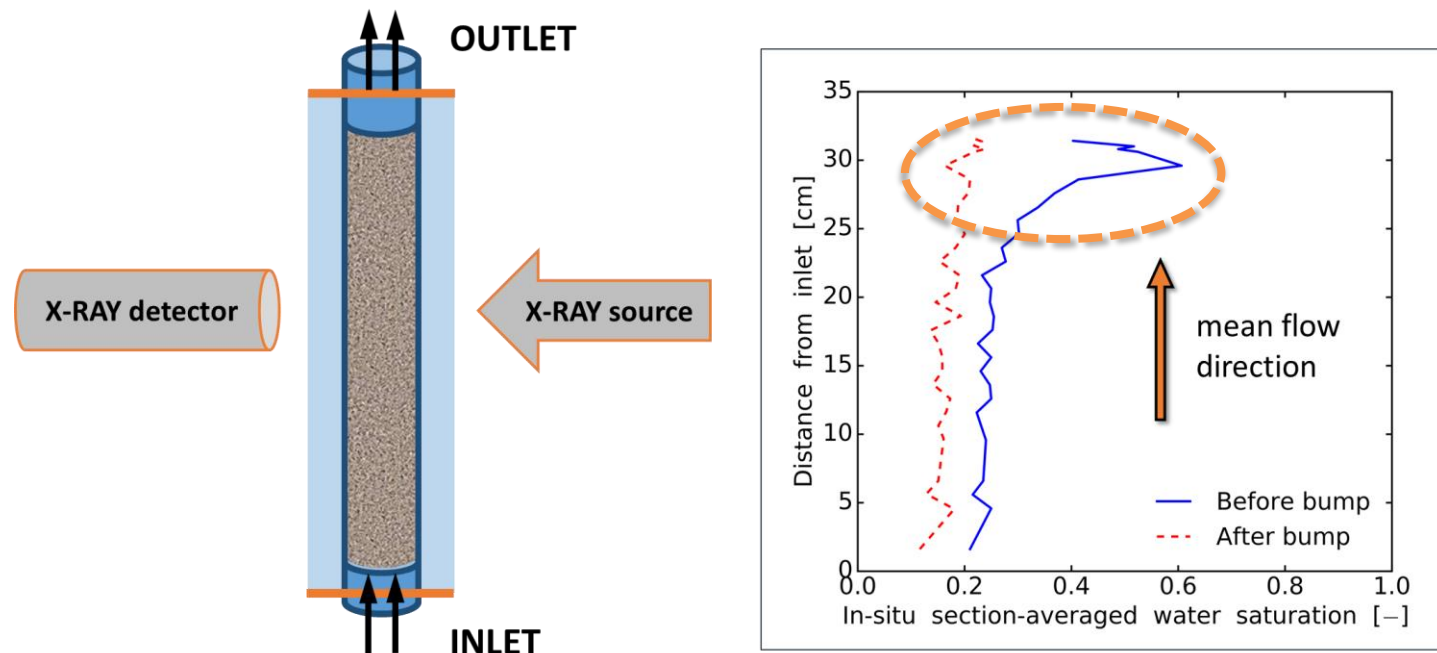 OUTLET
X-RAY detector
X-RAY source
INLET
35
30
25
20
15
10
5
0
Distance from inlet [cm]
mean flow
direction
Before bump
After bump
0.0 0.2 0.4 0.6 0.8 1.0
In-situ section-averaged water saturation [−]